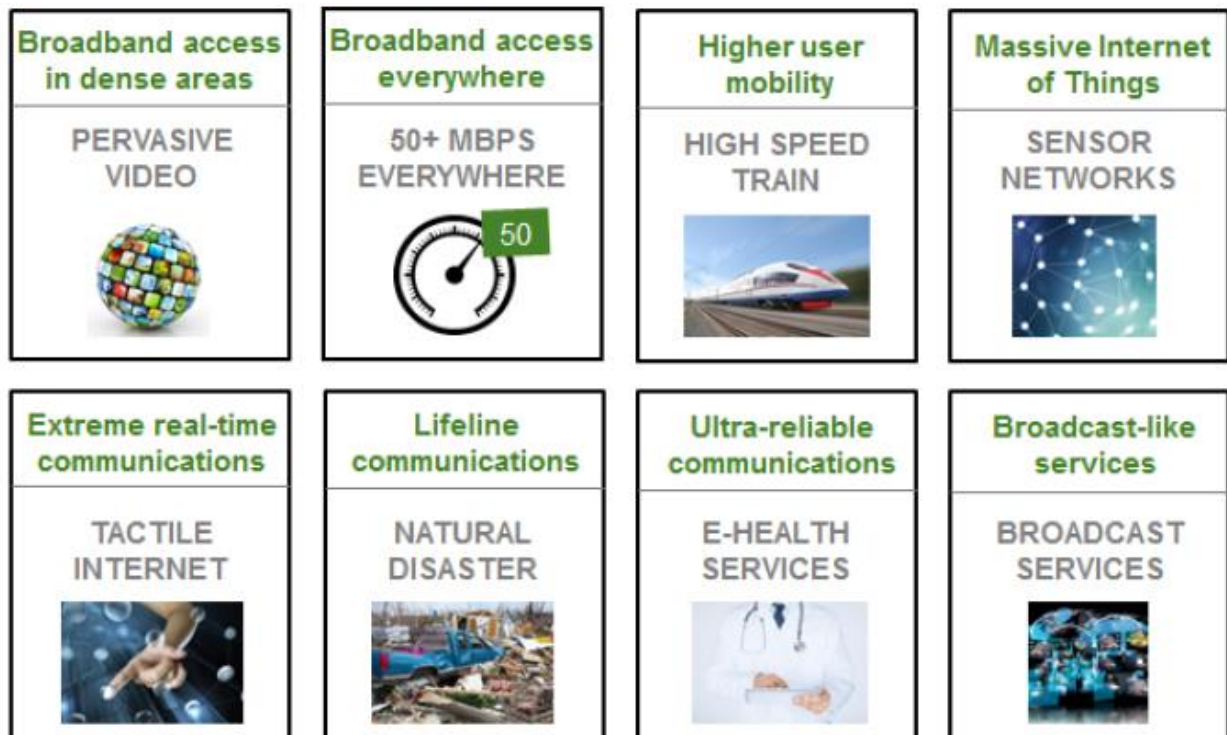 Broadband access
in dense areas
PERVASIVE
VIDEO
Broadband access
everywhere
50+ MBPS
EVERYWHERE
50
Higher user
mobility
HIGH SPEED
TRAIN
Massive Internet
of Things
SENSOR
NETWORKS
Extreme real-time
communications
TACTILE
INTERNET
Lifeline
communications
NATURAL
DISASTER
Ultra-reliable
communications
E-HEALTH
SERVICES
Broadcast-like
services
BROADCAST
SERVICES